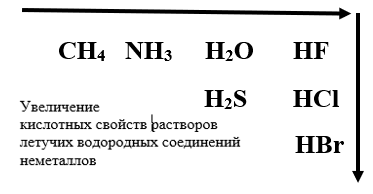 CH₄ NH₃ H₂O HF
H₂S HCl
HBr
Увеличение
кислотных свойств растворов
летучих водородных соединений
неметаллов